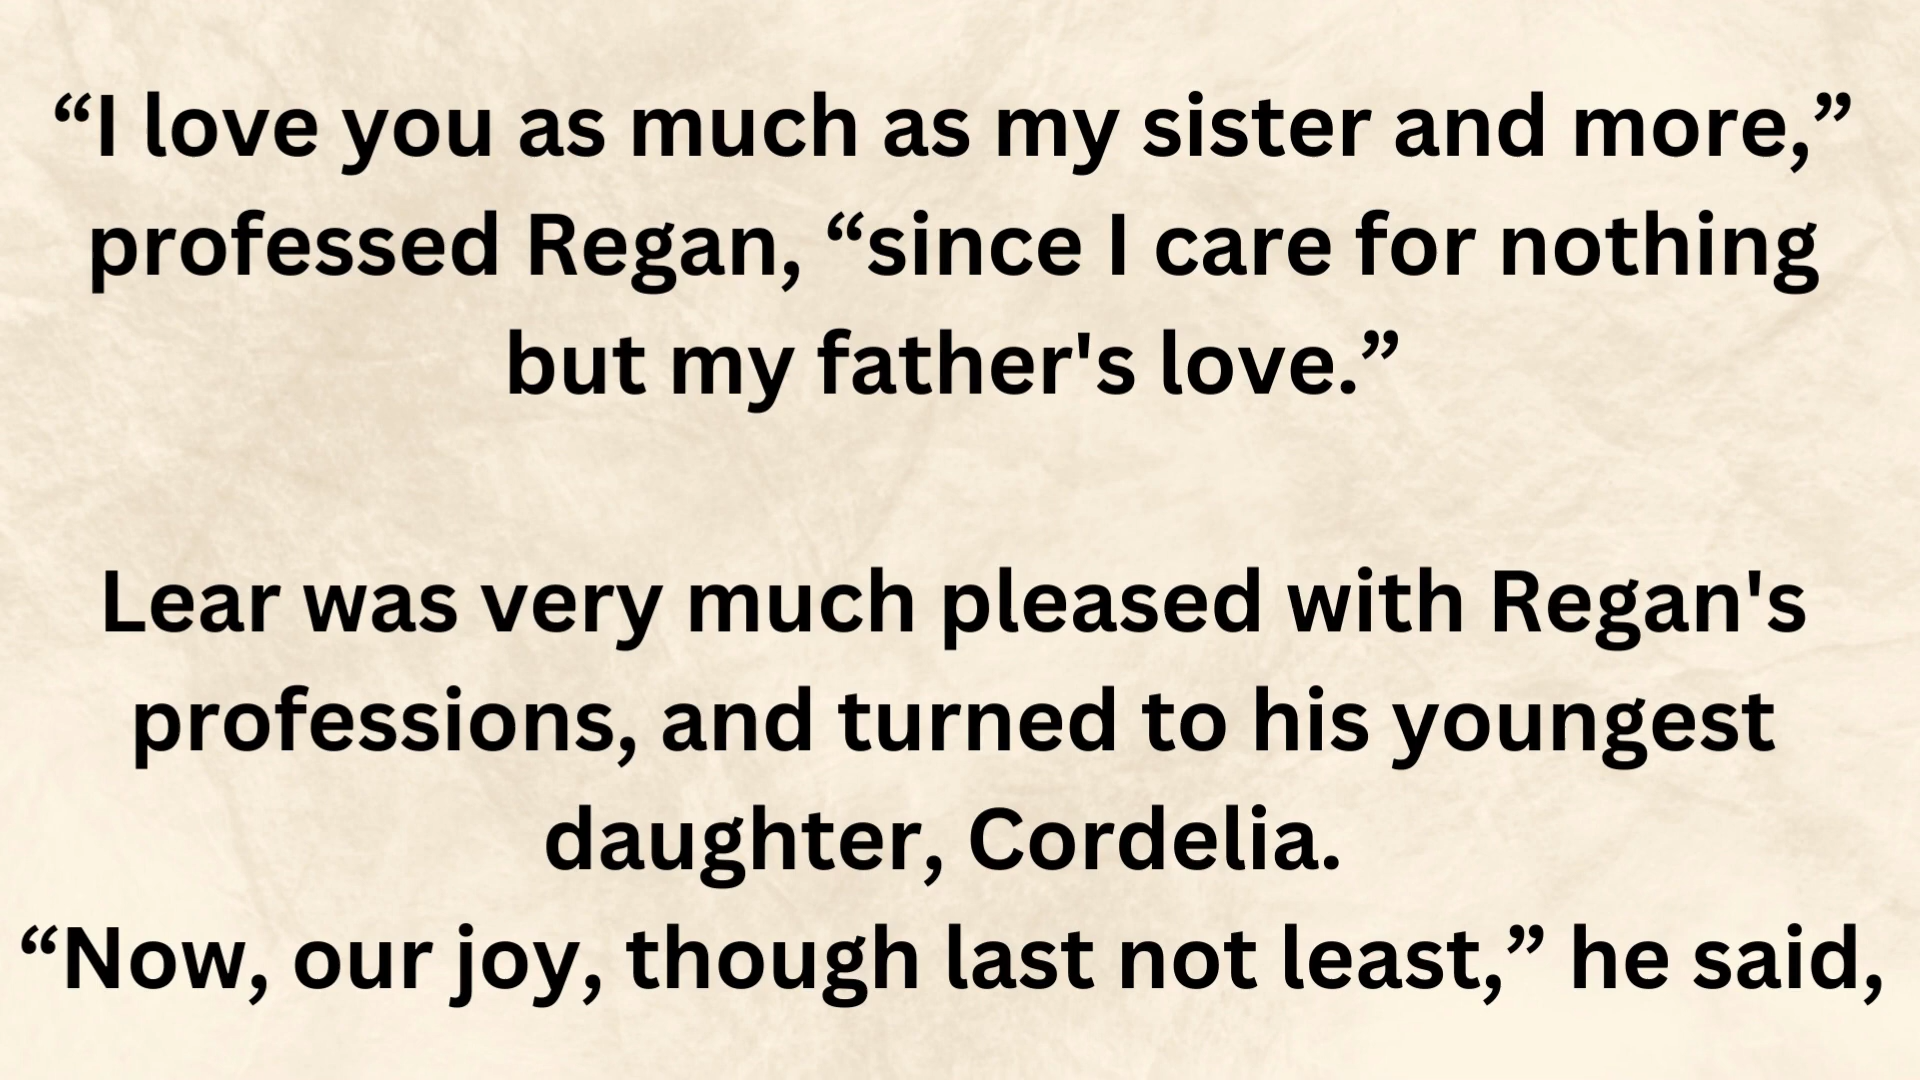 “I love you as much as my sister and more,”
professed Regan, “since I care for nothing
but my father's love.”
Lear was very much pleased with Regan's
professions, and turned to his youngest
daughter, Cordelia.
“Now, our joy, though last not least,” he said,